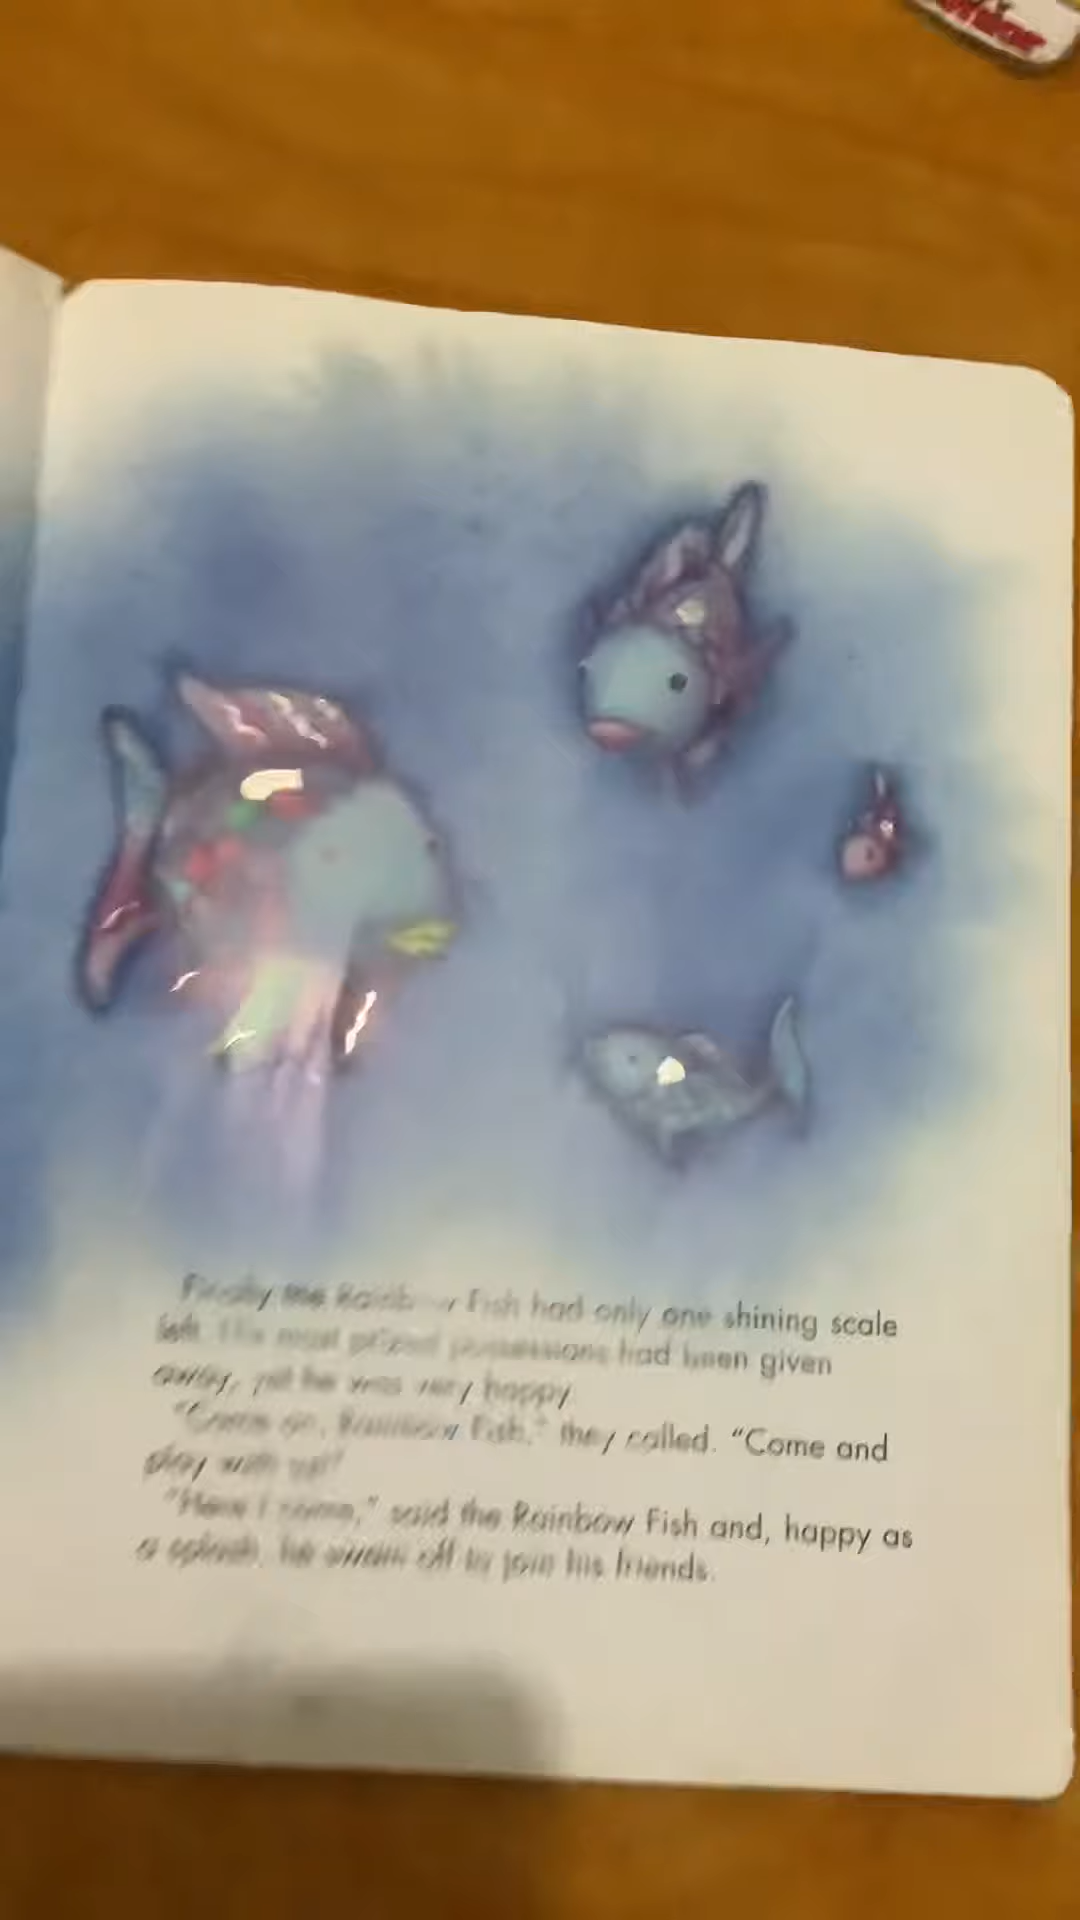 Finally the Rainbow Fish had only one shining scale
left. His most prized possessions had been given
away, yet he was very happy.
"Come on, Rainbow Fish," they called. "Come and
play with us!"
"Here I come," said the Rainbow Fish and, happy as
a splash, he swam off to join his friends.